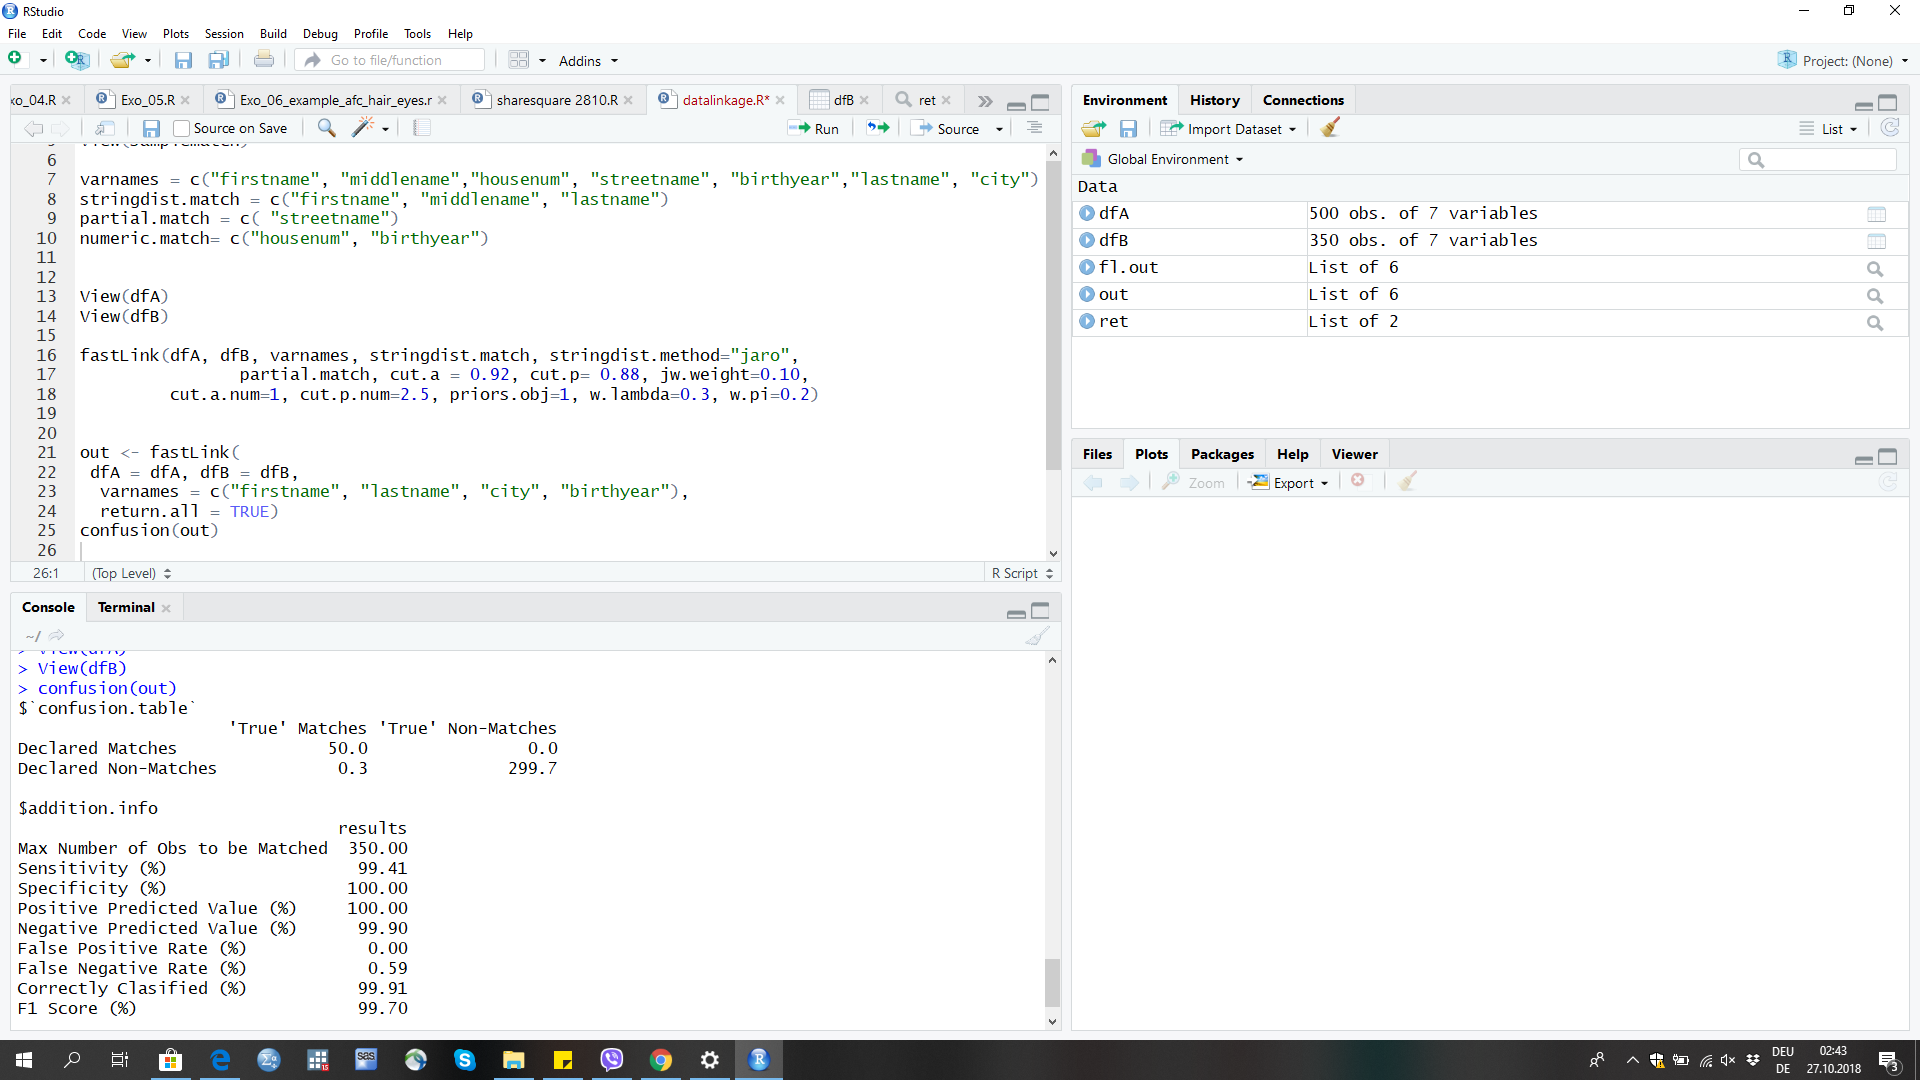 RStudio
File Edit Code View Plots Session Build Debug Profile Tools Help
Go to file/function Addins Project: (None)
xo_04.R Exo_05.R Exo_06_example_afc_hair_eyes.r sharesquare 2810.R datalinkage.R* dfB ret
Source on Save Run Source
6
7 varnames = c("firstname", "middlename","housenum", "streetname", "birthyear","lastname", "city")
8 stringdist.match = c("firstname", "middlename", "lastname")
9 partial.match = c( "streetname")
10 numeric.match= c("housenum", "birthyear")
11
12
13 View(dfA)
14 View(dfB)
15
16 fastLink(dfA, dfB, varnames, stringdist.match, stringdist.method="jaro",
17 partial.match, cut.a = 0.92, cut.p= 0.88, jw.weight=0.10,
18 cut.a.num=1, cut.p.num=2.5, priors.obj=1, w.lambda=0.3, w.pi=0.2)
19
20
21 out <- fastLink(
22 dfA = dfA, dfB = dfB,
23 varnames = c("firstname", "lastname", "city", "birthyear"),
24 return.all = TRUE)
25 confusion(out)
26
26:1 (Top Level) R Script
Console Terminal
~/
> View(dfA)
> View(dfB)
> confusion(out)
$`confusion.table`
'True' Matches 'True' Non-Matches
Declared Matches 50.0 0.0
Declared Non-Matches 0.3 299.7
$addition.info
results
Max Number of Obs to be Matched 350.00
Sensitivity (%) 99.41
Specificity (%) 100.00
Positive Predicted Value (%) 100.00
Negative Predicted Value (%) 99.90
False Positive Rate (%) 0.00
False Negative Rate (%) 0.59
Correctly Clasified (%) 99.91
F1 Score (%) 99.70
Environment History Connections
Import Dataset List
Global Environment
Data
dfA 500 obs. of 7 variables
dfB 350 obs. of 7 variables
fl.out List of 6
out List of 6
ret List of 2
Files Plots Packages Help Viewer
Zoom Export
sas
DEU
DE
02:43
27.10.2018
3